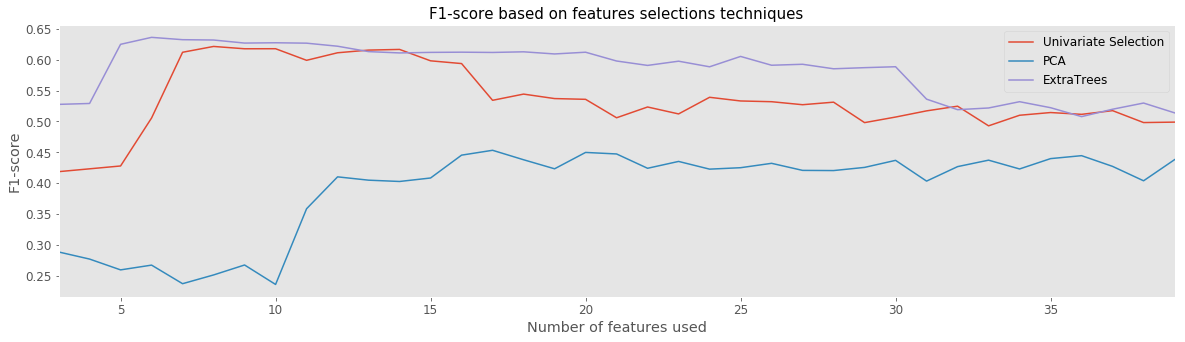 F1-score based on features selections techniques
0.65
0.60
0.55
0.50
0.45
0.40
0.35
0.30
0.25
F1-score
Univariate Selection
PCA
ExtraTrees
5 10 15 20 25 30 35
Number of features used